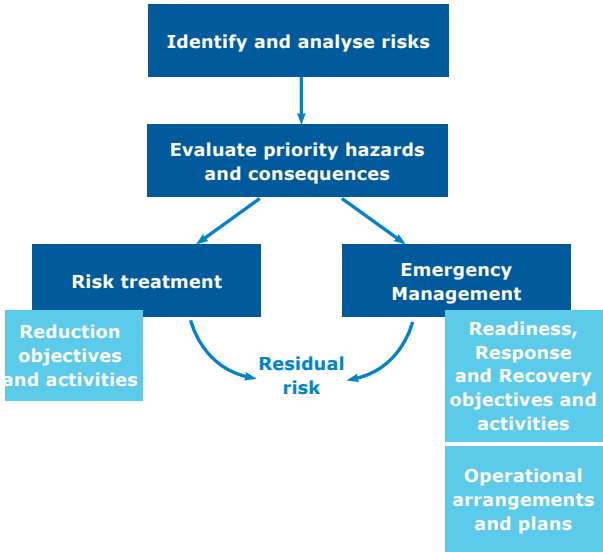 Identify and analyse risks
Evaluate priority hazards
and consequences
Risk treatment
Emergency
Management
Reduction
objectives
and activities
Residual
risk
Readiness,
Response
and Recovery
objectives and
activities
Operational
arrangements
and plans